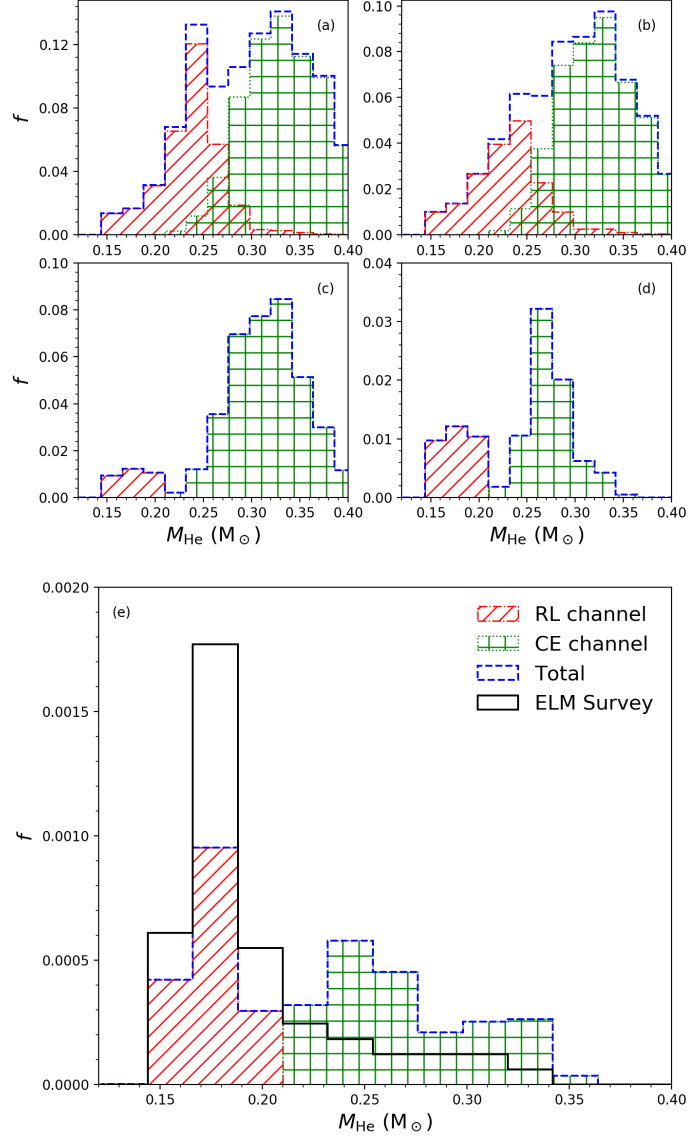 (a)
f
0.12
0.08
0.04
0.00
0.15 0.20 0.25 0.30 0.35 0.40
(b)
0.10
0.08
0.06
0.04
0.02
0.00
0.15 0.20 0.25 0.30 0.35 0.40
(c)
f
0.10
0.08
0.06
0.04
0.02
0.00
0.15 0.20 0.25 0.30 0.35 0.40
M_He (M_⊙)
(d)
0.04
0.03
0.02
0.01
0.00
0.15 0.20 0.25 0.30 0.35 0.40
M_He (M_⊙)
(e)
RL channel
CE channel
Total
ELM Survey
f
0.0020
0.0015
0.0010
0.0005
0.0000
0.15 0.20 0.25 0.30 0.35 0.40
M_He (M_⊙)